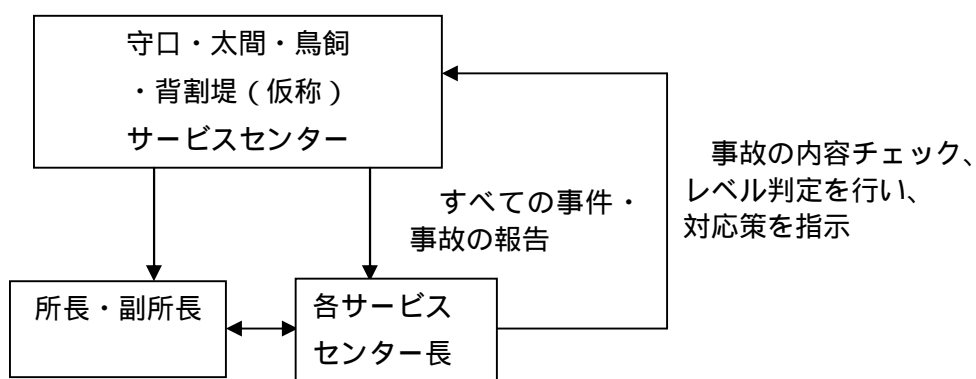 守口・太間・鳥飼
・背割堤（仮称）
サービスセンター
すべての事件・
事故の報告
事故の内容チェック、
レベル判定を行い、
対応策を指示
所長・副所長
各サービス
センター長